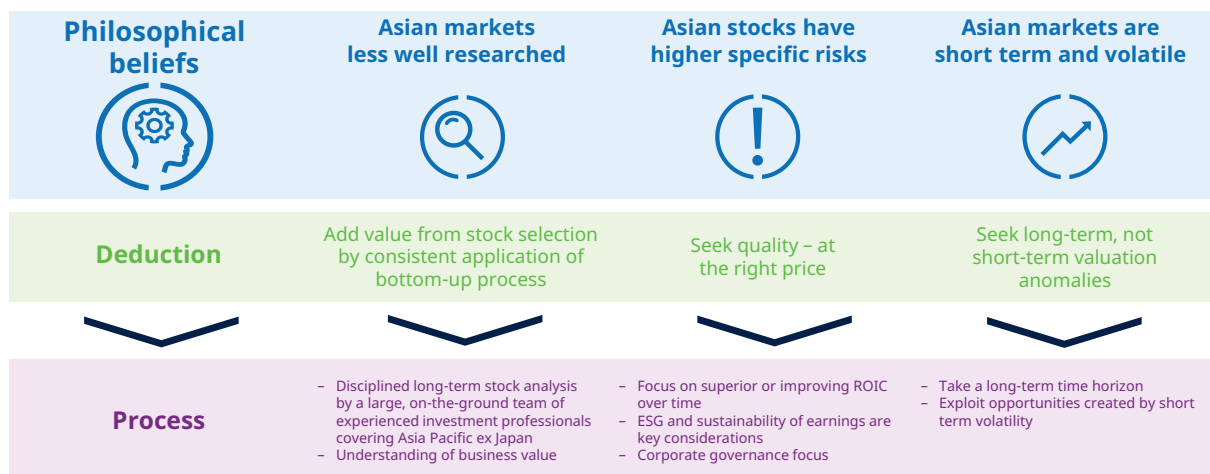 Philosophical
beliefs
Asian markets
less well researched
Asian stocks have
higher specific risks
Asian markets are
short term and volatile
Deduction
Add value from stock selection
by consistent application of
bottom-up process
Seek quality – at
the right price
Seek long-term, not
short-term valuation
anomalies
Process
– Disciplined long-term stock analysis
by a large, on-the-ground team of
experienced investment professionals
covering Asia Pacific ex Japan
– Understanding of business value
– Focus on superior or improving ROIC
over time
– ESG and sustainability of earnings are
key considerations
– Corporate governance focus
– Take a long-term time horizon
– Exploit opportunities created by short
term volatility